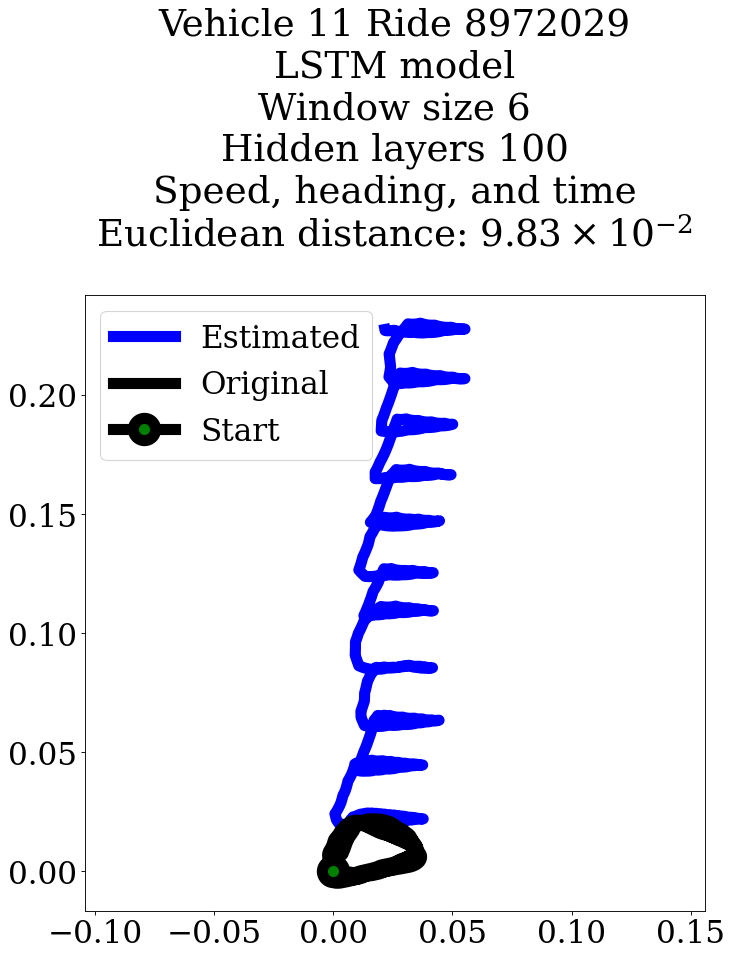 Vehicle 11 Ride 8972029
LSTM model
Window size 6
Hidden layers 100
Speed, heading, and time
Euclidean distance: 9.83 × 10⁻²
Estimated
Original
Start
0.20
0.15
0.10
0.05
0.00
−0.10 −0.05 0.00 0.05 0.10 0.15